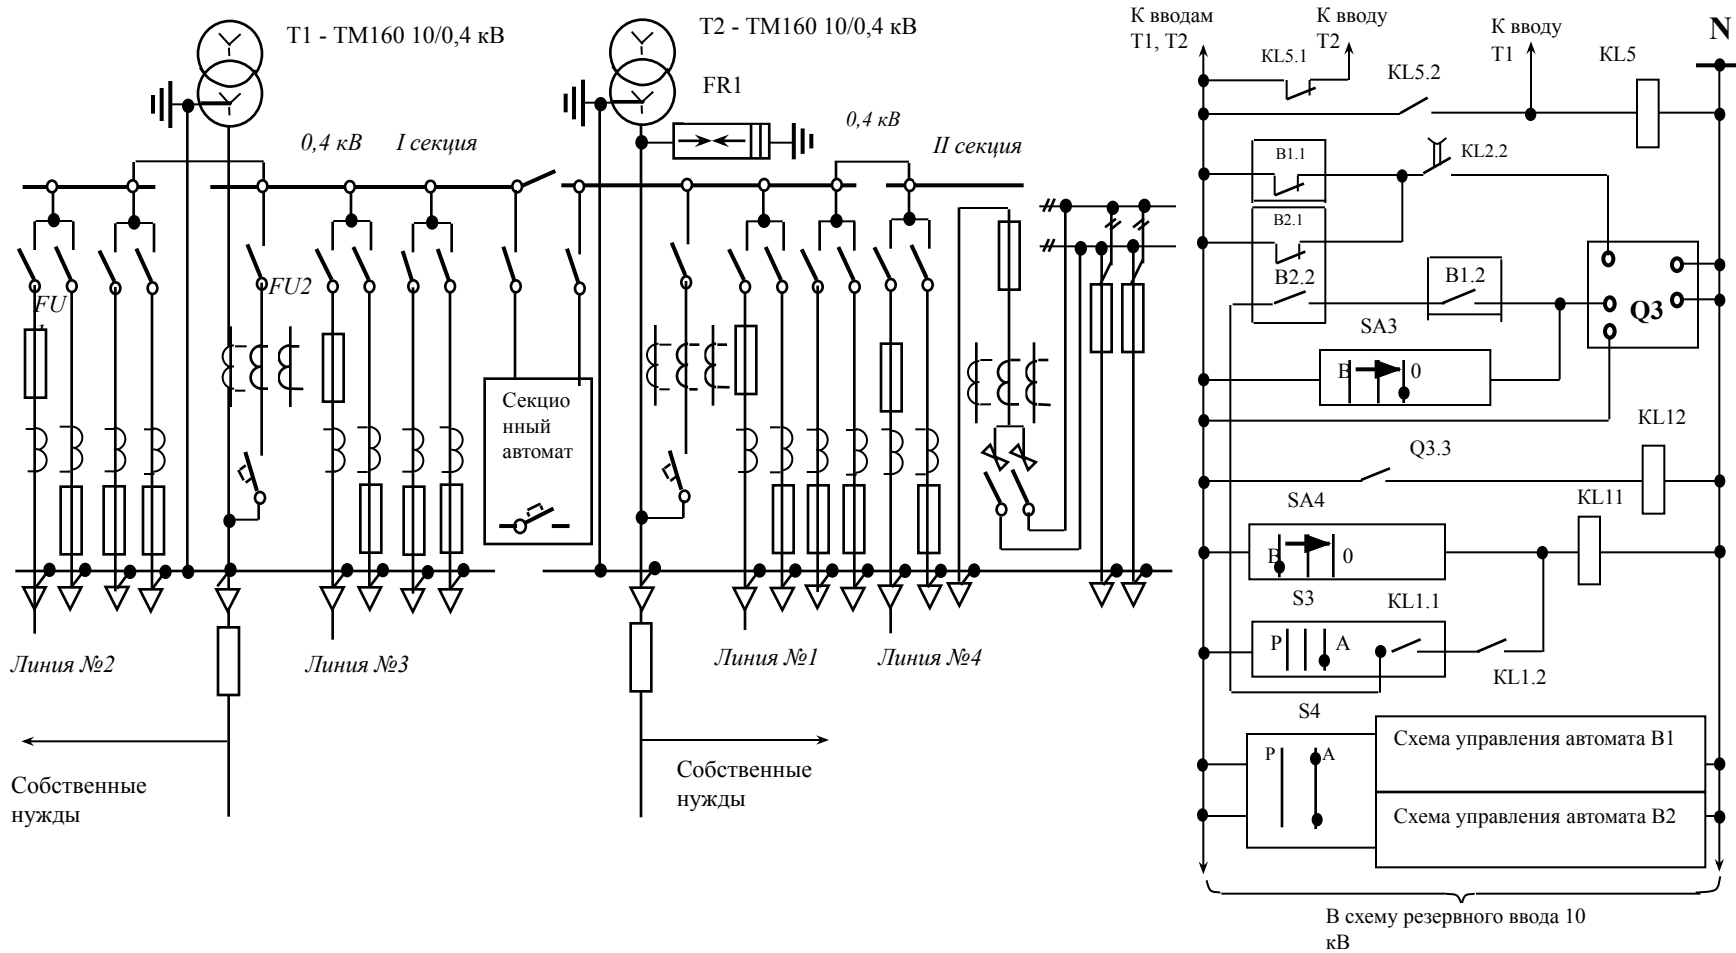 Т1 - ТМ160 10/0,4 кВ
Т2 - ТМ160 10/0,4 кВ
FR1
0,4 кВ
I секция
0,4 кВ
II секция
FU
FU2
Секцио
нный
автомат
Линия №2
Линия №3
Линия №1
Линия №4
Собственные
нужды
Собственные
нужды
К вводам
Т1, Т2
К вводу
Т2
К вводу
Т1
N
KL5.1
KL5.2
KL5
В1.1
KL2.2
В2.1
В2.2
В1.2
Q3
SA3
В
0
KL12
Q3.3
SA4
KL11
В
0
S3
KL1.1
Р
А
KL1.2
S4
Р
А
Схема управления автомата В1
Схема управления автомата В2
В схему резервного ввода 10
кВ